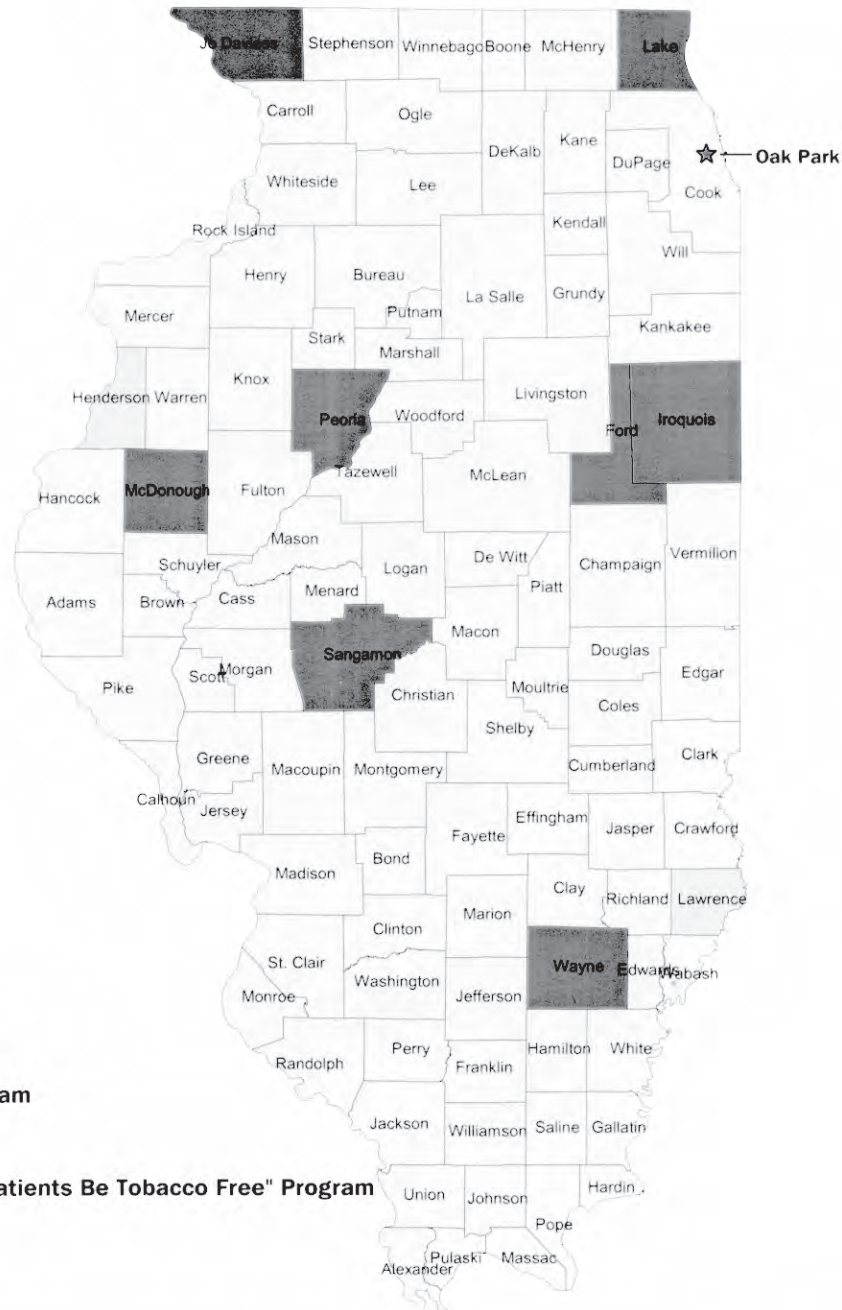 Jo Daviess Stephenson Winnebago Boone McHenry Lake
Carroll Ogle
DeKalb Kane DuPage Oak Park
Cook
Whiteside Lee
Rock Island Kendall
Will
Henry Bureau
Putnam La Salle Grundy
Mercer
Stark Marshall Kankakee
Henderson Warren Knox Livingston
Peoria Woodford Ford Iroquois
Tazewell McLean
Hancock McDonough Fulton
Mason
Schuyler Logan De Witt Champaign Vermilion
Adams Brown Cass Menard Piatt
Macon
Sangamon Douglas
Pike Scott Morgan Moultrie Edgar
Christian Coles
Shelby
Greene Macoupin Montgomery Cumberland Clark
Calhoun Jersey
Fayette Effingham Jasper Crawford
Bond
Madison Clay
Richland Lawrence
Marion
Clinton
St. Clair Wayne Edwards Wabash
Washington Jefferson
Monroe
Randolph Perry Hamilton White
Franklin
am
Jackson Williamson Saline Gallatin
atients Be Tobacco Free" Program
Union Johnson Hardin
Pope
Pulaski Massac
Alexander